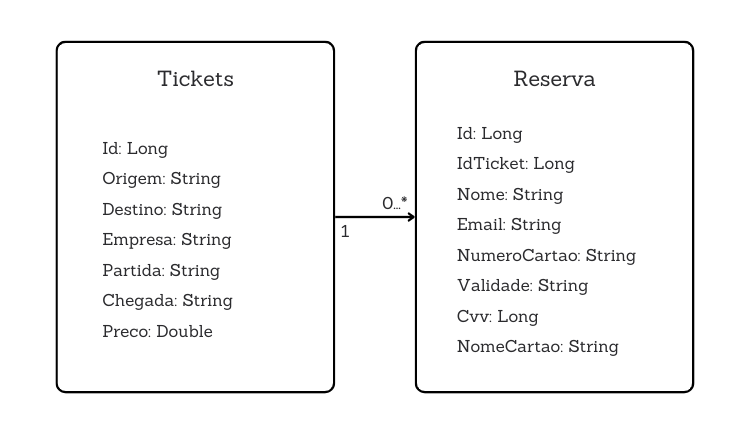 Tickets
Id: Long
Origem: String
Destino: String
Empresa: String
Partida: String
Chegada: String
Preco: Double
0...*
1
Reserva
Id: Long
IdTicket: Long
Nome: String
Email: String
NumeroCartao: String
Validade: String
Cvv: Long
NomeCartao: String